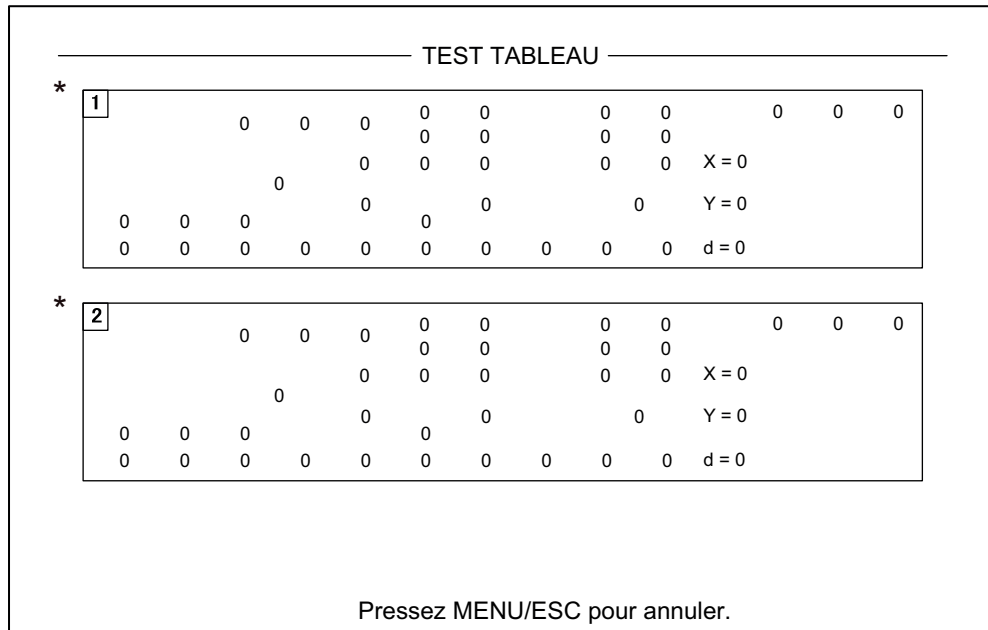 TEST TABLEAU
*
1
0 0 0 0 0
0 0 0 0 0 0 0
0 0 0 0
0 0 0 0 0 X = 0
0
0 0 0 Y = 0
0 0 0 0
0 0 0 0 0 0 0 0 0 0 d = 0
*
2
0 0 0 0 0 0 0
0 0 0
0 0 0 0
0 0 0 0 0 X = 0
0
0 0 0 Y = 0
0 0 0 0
0 0 0 0 0 0 0 0 0 0 d = 0
Pressez MENU/ESC pour annuler.